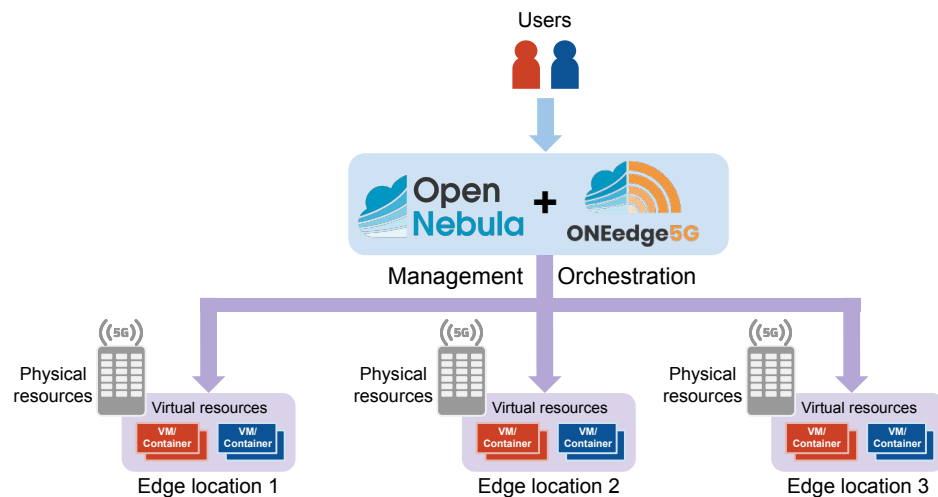 Users
Open
Nebula
+
ONEedge5G
Management
Orchestration
5G
5G
5G
Physical
resources
Physical
resources
Physical
resources
Virtual resources
VM/
Container
VM/
Container
Virtual resources
VM/
Container
VM/
Container
Virtual resources
VM/
Container
VM/
Container
Edge location 1
Edge location 2
Edge location 3